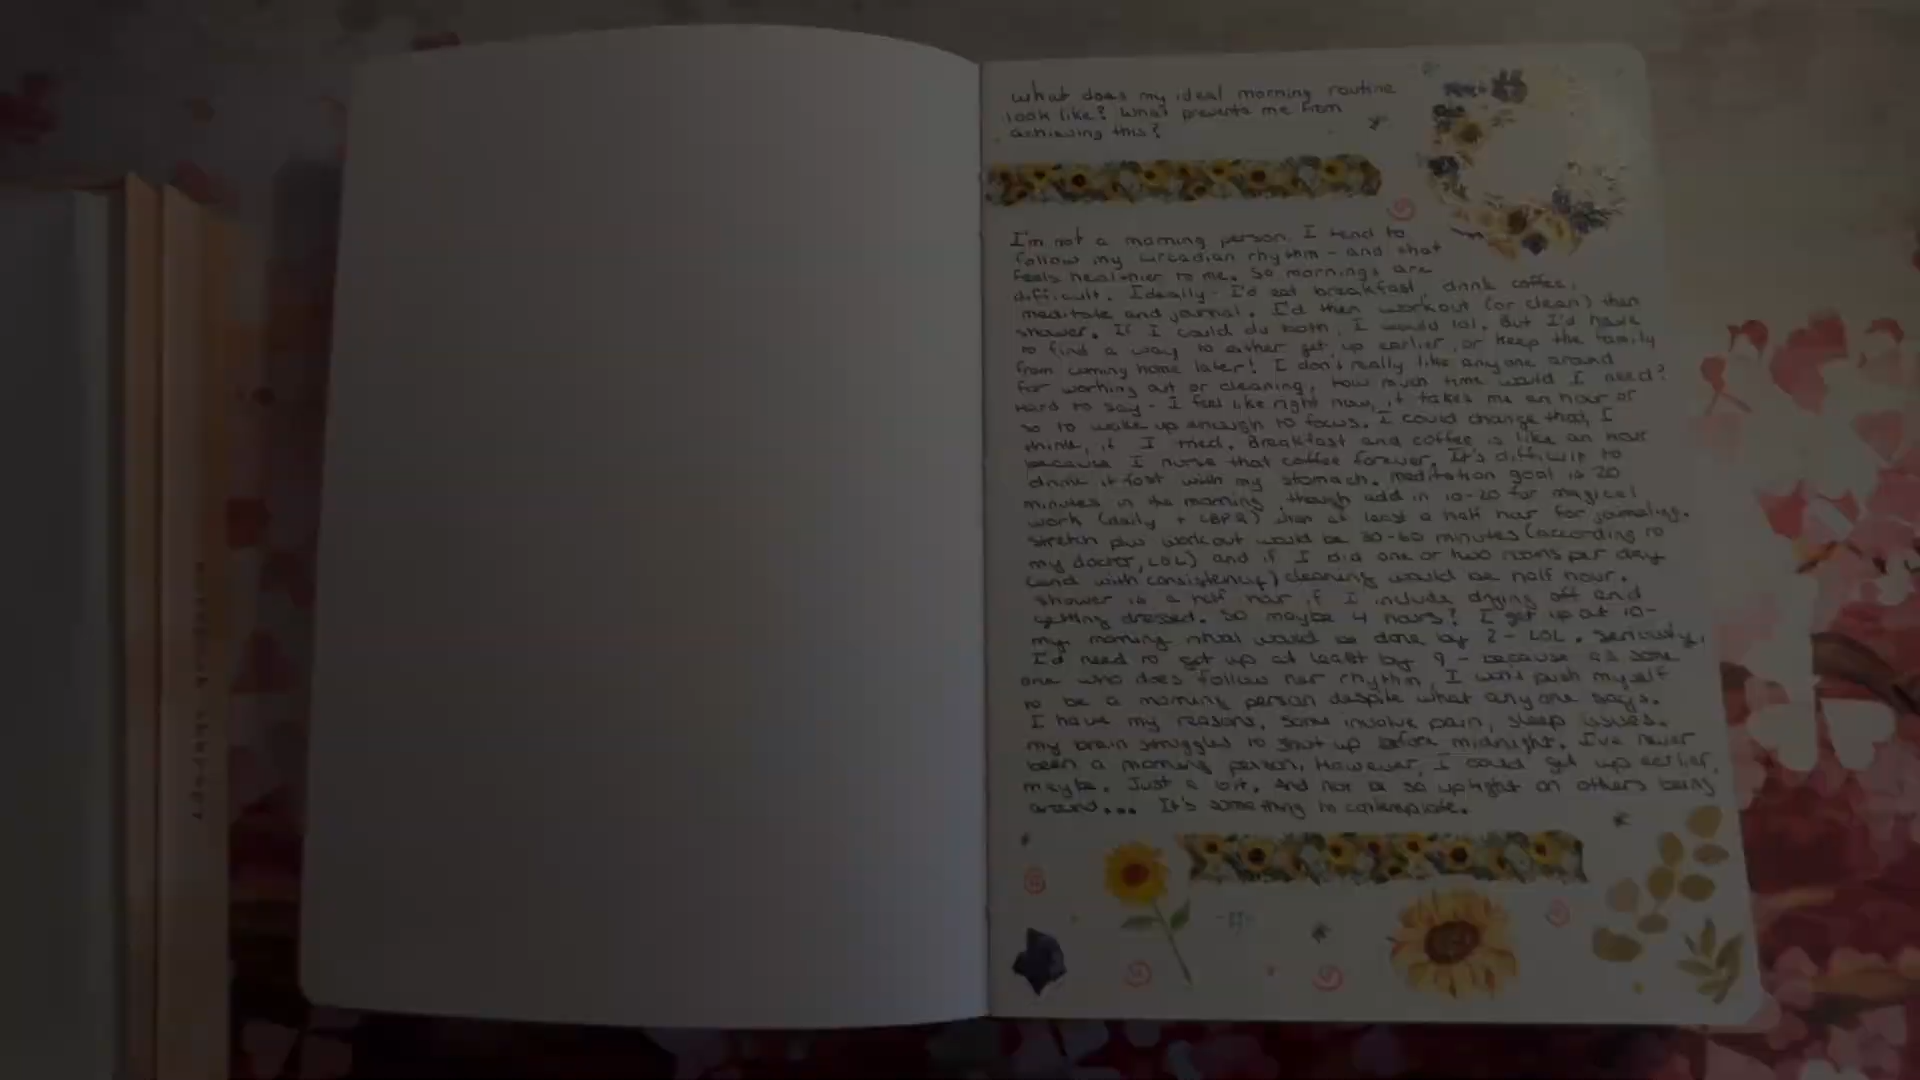 what does my ideal morning routine
look like? What prevents me from
achieving this?
I'm not a morning person. I tend to
follow my circadian rhythm - and that
feels healthier to me. So mornings are
difficult. Ideally - I'd eat breakfast, drink coffee,
meditate and journal. I'd then workout (or clean) then
shower. If I could do both, I would lol. But I'd have
to find a way to either get up earlier, or keep the family
from coming home later! I don't really like anyone around
for working out or cleaning. How much time would I need?
Hard to say - I feel like right now, it takes me an hour or
so to wake up enough to focus. I could change that, I
think, if I tried. Breakfast and coffee is like an hour
because I nurse that coffee forever. It's difficult to
drink it fast with my stomach. Meditation goal is 20
minutes in the morning, though add in 10-20 for magical
work (daily + LBPR) then at least a half hour for journaling.
Stretch plus workout would be 30-60 minutes (according to
my doctor, LOL) and if I did one or two rooms per day
(and with consistency) cleaning would be half hour.
Shower is a half hour if I include drying off and
getting dressed. So maybe 4 hours? I get up at 10-
my morning ritual would be done by 2 - LOL. Seriously,
I'd need to get up at least by 9 - because as some
one who does follow her rhythm, I won't push myself
to be a morning person despite what anyone says.
I have my reasons. Some involve pain, sleep issues.
My brain struggles to shut up before midnight. I've never
been a morning person. However, I could get up earlier,
maybe. Just a bit. And not be so uptight on others being
around... It's something to contemplate.